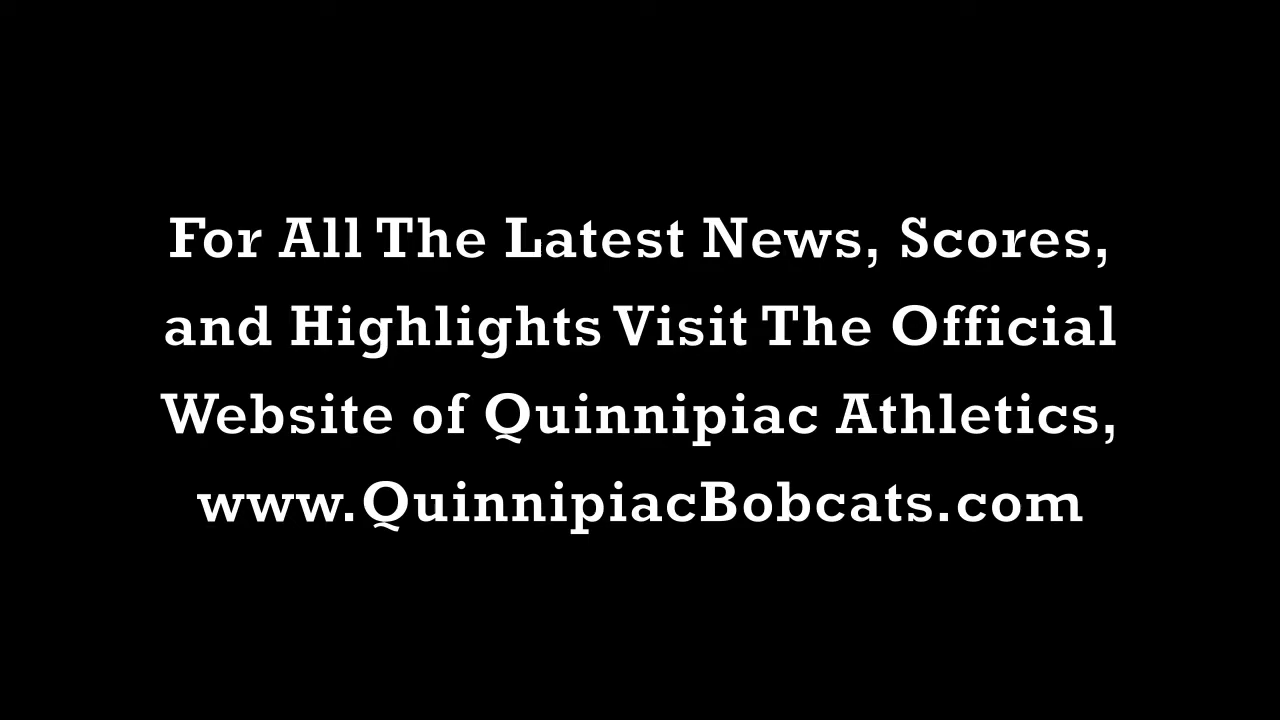 For All The Latest News, Scores,
and Highlights Visit The Official
Website of Quinnipiac Athletics,
www.QuinnipiacBobcats.com